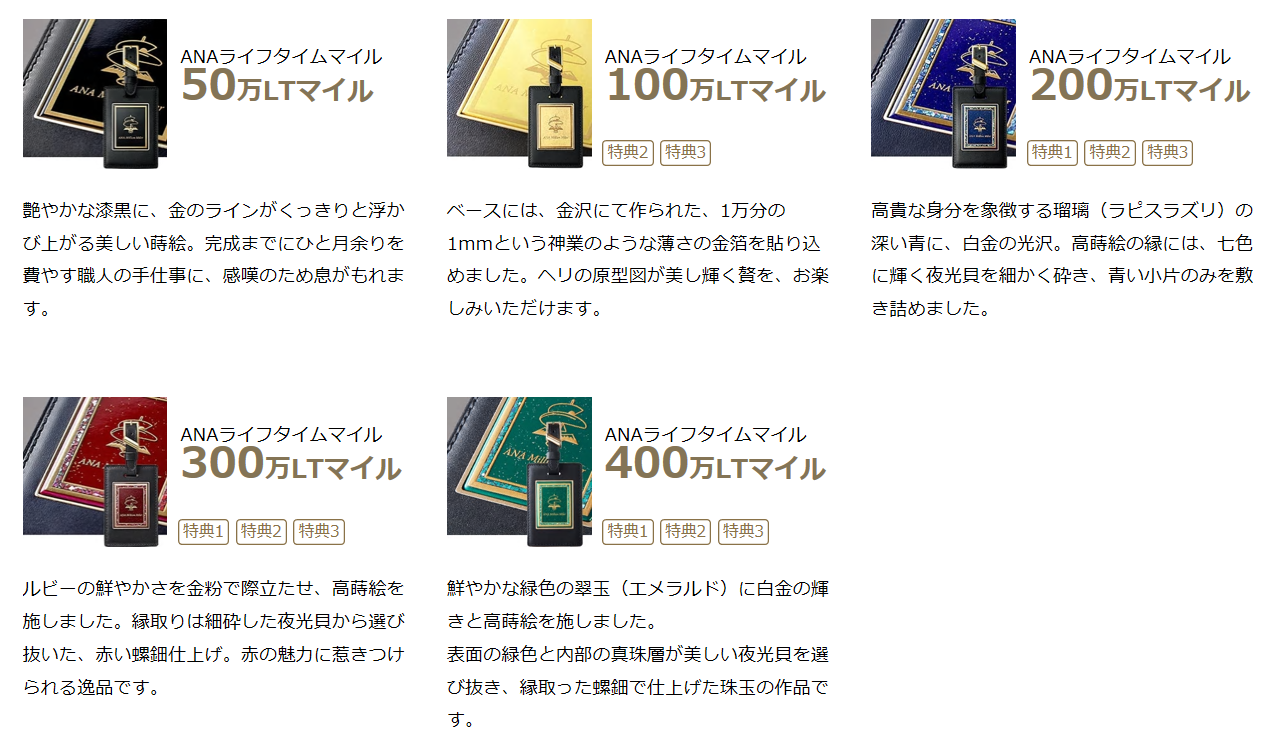 ANAライフタイムマイル
50万LTマイル
艶やかな漆黒に、金のラインがくっきりと浮か
び上がる美しい蒔絵。完成までにひと月余りを
費やす職人の手仕事に、感嘆のため息がもれま
す。
ANAライフタイムマイル
100万LTマイル
特典2 特典3
ベースには、金沢にて作られた、1万分の
1mmという神業のような薄さの金箔を貼り込
めました。ヘリの原型図が美し輝く贅を、お楽
しみいただけます。
ANAライフタイムマイル
200万LTマイル
特典1 特典2 特典3
高貴な身分を象徴する瑠璃（ラピスラズリ）の
深い青に、白金の光沢。高蒔絵の縁には、七色
に輝く夜光貝を細かく砕き、青い小片のみを敷
き詰めました。
ANAライフタイムマイル
300万LTマイル
特典1 特典2 特典3
ルビーの鮮やかさを金粉で際立たせ、高蒔絵を
施しました。縁取りは細砕した夜光貝から選び
抜いた、赤い螺鈿仕上げ。赤の魅力に惹きつけ
られる逸品です。
ANAライフタイムマイル
400万LTマイル
特典1 特典2 特典3
鮮やかな緑色の翠玉（エメラルド）に白金の輝
きと高蒔絵を施しました。
表面の緑色と内部の真珠層が美しい夜光貝を選
び抜き、縁取った螺鈿で仕上げた珠玉の作品で
す。